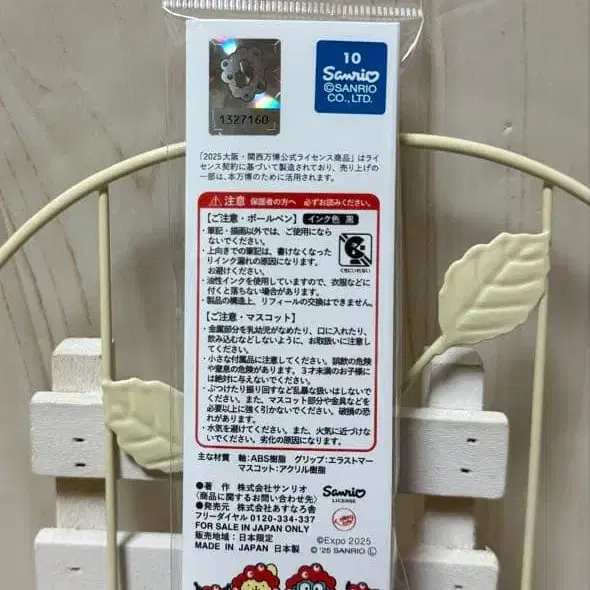 1327160
10
Sanrio
©SANRIO
CO.,LTD.
「2025大阪・関西万博公式ライセンス商品」はライ
センス契約に基づいて製造されており、売り上げの
一部は、本万博のために活用されます。
注意 保護者の方へ 必ずお読みください。
【ご注意・ボールペン】 インク色 黒
・筆記・描画以外では、ご使用になら
ないでください。
・上向きでの筆記は、書けなくなった
りインク漏れの原因になります。
お避けください。
くちにいれない
・油性インクを使用していますので、衣服などに
付くと落ちない場合があります。
・製品の構造上、リフィールの交換はできません。
【ご注意・マスコット】
・金属部分を乳幼児がなめたり、口に入れたり、
飲み込むなどしないように、お取扱いに注意し
てください。
・小さな付属品に注意してください。誤飲の危険
や窒息の危険があります。3才未満のお子様に
は絶対に与えないでください。
・ぶつけたり振り回すなど乱暴な扱いはしないで
ください。また、マスコット部分や金具などを
必要以上に強く引かないでください。破損の恐
れがあります。
・水気を避けてください。また、火気に近づけな
いでください。劣化の原因になります。
主な材質 軸:ABS樹脂 グリップ:エラストマー
マスコット:アクリル樹脂
●著 作 株式会社サンリオ
〈商品に関するお問い合わせ先〉
●発売元 株式会社あすなろ舎
フリーダイヤル 0120-334-337
FOR SALE IN JAPAN ONLY
販売地域:日本限定
MADE IN JAPAN 日本製
Sanrio
LICENSE
©Expo 2025
© '25 SANRIO Ⓛ